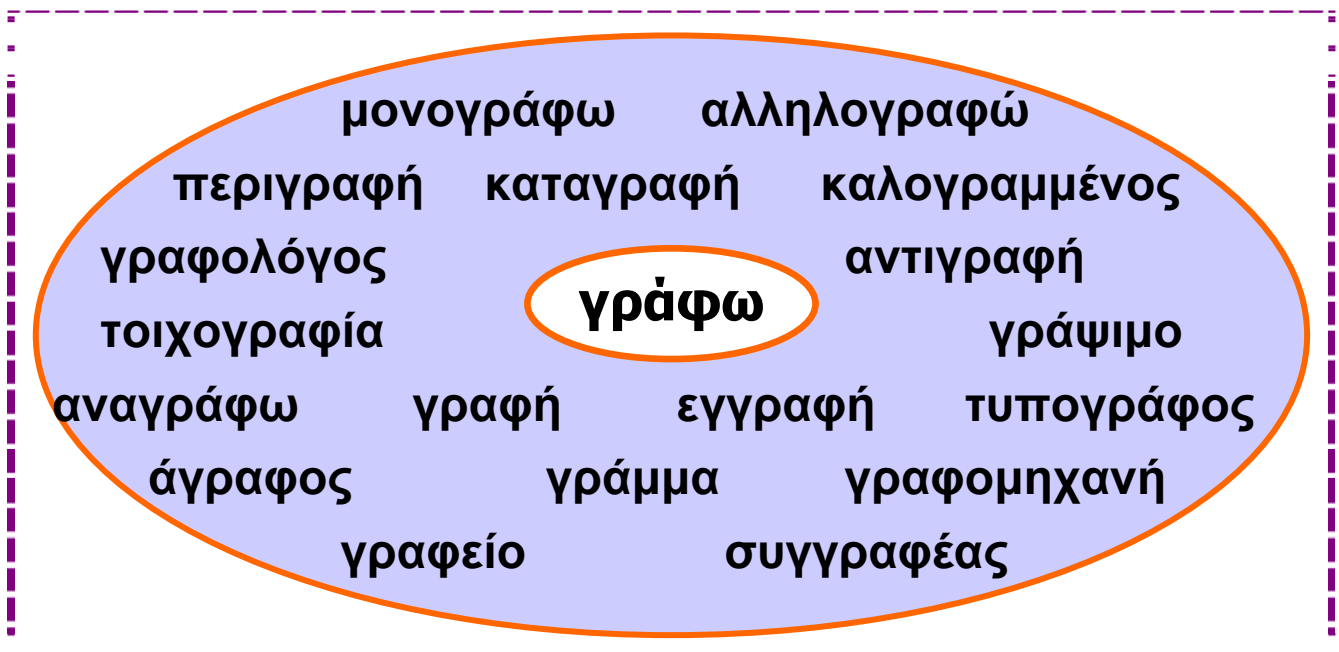 μονογράφω αλληλογραφώ
περιγραφή καταγραφή καλογραμμένος
γραφολόγος αντιγραφή
γράφω
τοιχογραφία γράψιμο
αναγράφω γραφή εγγραφή τυπογράφος
άγραφος γράμμα γραφομηχανή
γραφείο συγγραφέας